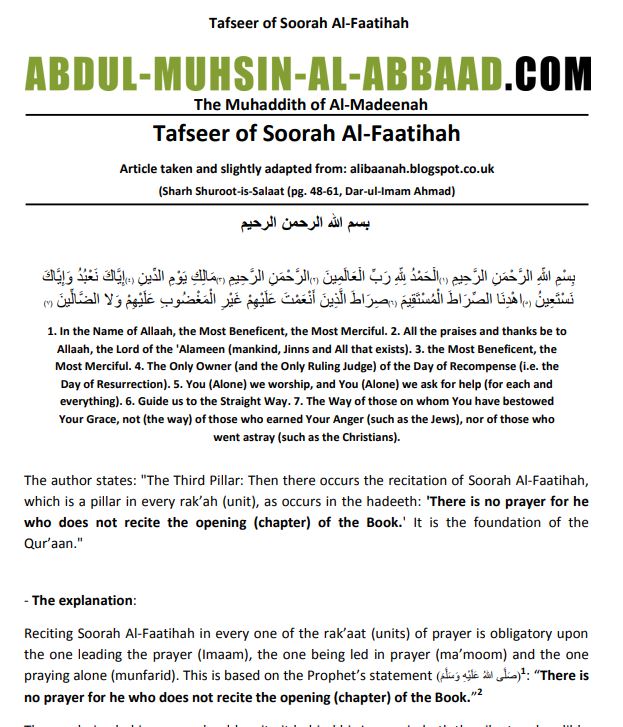 Tafseer of Soorah Al-Faatihah
ABDUL-MUHSIN-AL-ABBAAD.COM
The Muhaddith of Al-Madeenah
Tafseer of Soorah Al-Faatihah
Article taken and slightly adapted from: alibaanah.blogspot.co.uk
(Sharh Shuroot-is-Salaat (pg. 48-61, Dar-ul-Imam Ahmad)
بسم الله الرحمن الرحيم
بِسْمِ اللَّهِ الرَّحْمَنِ الرَّحِيمِ (١) الْحَمْدُ لِلَّهِ رَبِّ الْعَالَمِينَ (٢) الرَّحْمَنِ الرَّحِيمِ (٣) مَالِكِ يَوْمِ الدِّينِ (٤) إِيَّاكَ نَعْبُدُ وَإِيَّاكَ
نَسْتَعِينُ (٥) اهْدِنَا الصِّرَاطَ الْمُسْتَقِيمَ (٦) صِرَاطَ الَّذِينَ أَنْعَمْتَ عَلَيْهِمْ غَيْرِ الْمَغْضُوبِ عَلَيْهِمْ وَلا الضَّالِّينَ (٧)
1. In the Name of Allaah, the Most Beneficent, the Most Merciful. 2. All the praises and thanks be to
Allaah, the Lord of the 'Alameen (mankind, Jinns and All that exists). 3. the Most Beneficent, the
Most Merciful. 4. The Only Owner (and the Only Ruling Judge) of the Day of Recompense (i.e. the
Day of Resurrection). 5. You (Alone) we worship, and You (Alone) we ask for help (for each and
everything). 6. Guide us to the Straight Way. 7. The Way of those on whom You have bestowed
Your Grace, not (the way) of those who earned Your Anger (such as the Jews), nor of those who
went astray (such as the Christians).
The author states: "The Third Pillar: Then there occurs the recitation of Soorah Al-Faatihah,
which is a pillar in every rak’ah (unit), as occurs in the hadeeth: 'There is no prayer for he
who does not recite the opening (chapter) of the Book.' It is the foundation of the
Qur’aan."
- The explanation:
Reciting Soorah Al-Faatihah in every one of the rak’aat (units) of prayer is obligatory upon
the one leading the prayer (Imaam), the one being led in prayer (ma’moom) and the one
praying alone (munfarid). This is based on the Prophet’s statement (صَلَّى اللهُ عَلَيْهِ وَسَلَّمَ)1: “There is
no prayer for he who does not recite the opening (chapter) of the Book.”2